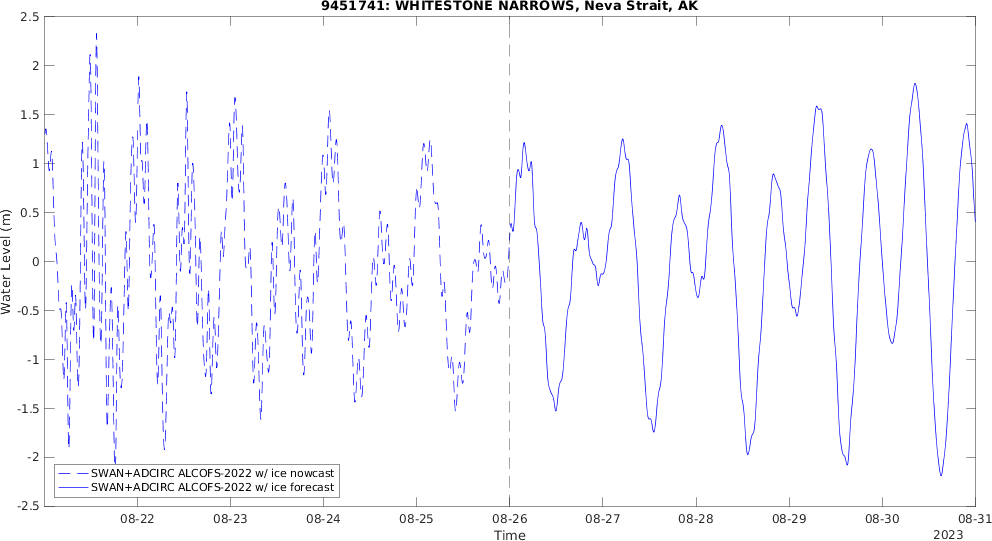 9451741: WHITESTONE NARROWS, Neva Strait, AK
2.5
2
1.5
1
0.5
0
-0.5
-1
-1.5
-2
-2.5
Water Level (m)
SWAN+ADCIRC ALCOFS-2022 w/ ice nowcast
SWAN+ADCIRC ALCOFS-2022 w/ ice forecast
08-22 08-23 08-24 08-25 08-26 08-27 08-28 08-29 08-30 08-31
Time
2023